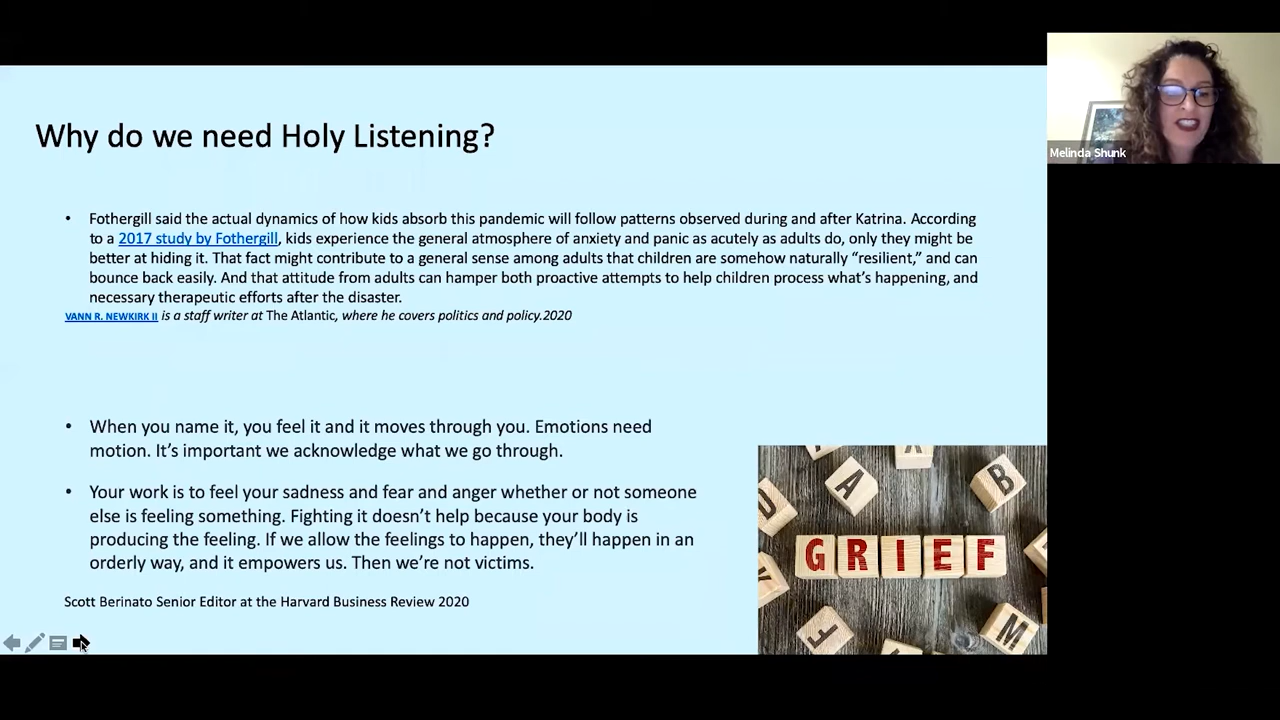 Why do we need Holy Listening?
Melinda Shunk
• Fothergill said the actual dynamics of how kids absorb this pandemic will follow patterns observed during and after Katrina. According
to a 2017 study by Fothergill, kids experience the general atmosphere of anxiety and panic as acutely as adults do, only they might be
better at hiding it. That fact might contribute to a general sense among adults that children are somehow naturally “resilient,” and can
bounce back easily. And that attitude from adults can hamper both proactive attempts to help children process what’s happening, and
necessary therapeutic efforts after the disaster.
VANN R. NEWKIRK II is a staff writer at The Atlantic, where he covers politics and policy.2020
• When you name it, you feel it and it moves through you. Emotions need
motion. It’s important we acknowledge what we go through.
• Your work is to feel your sadness and fear and anger whether or not someone
else is feeling something. Fighting it doesn’t help because your body is
producing the feeling. If we allow the feelings to happen, they’ll happen in an
orderly way, and it empowers us. Then we’re not victims.
Scott Berinato Senior Editor at the Harvard Business Review 2020
A
B
GRIEF
F
M